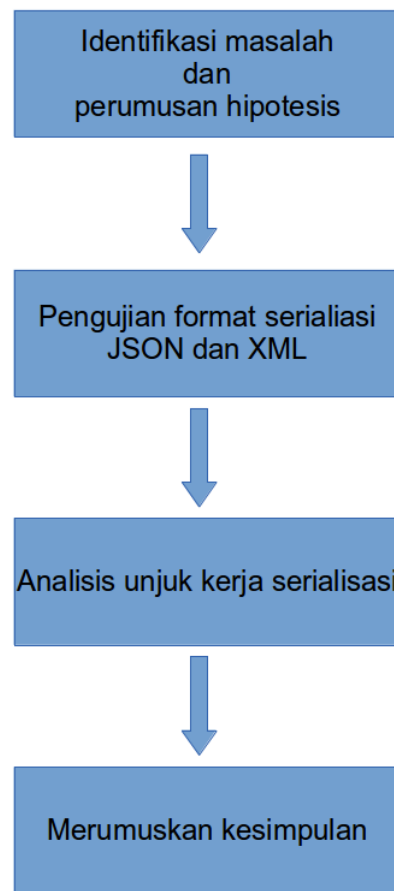 Identifikasi masalah
dan
perumusan hipotesis
Pengujian format serialiasi
JSON dan XML
Analisis unjuk kerja serialisasi
Merumuskan kesimpulan